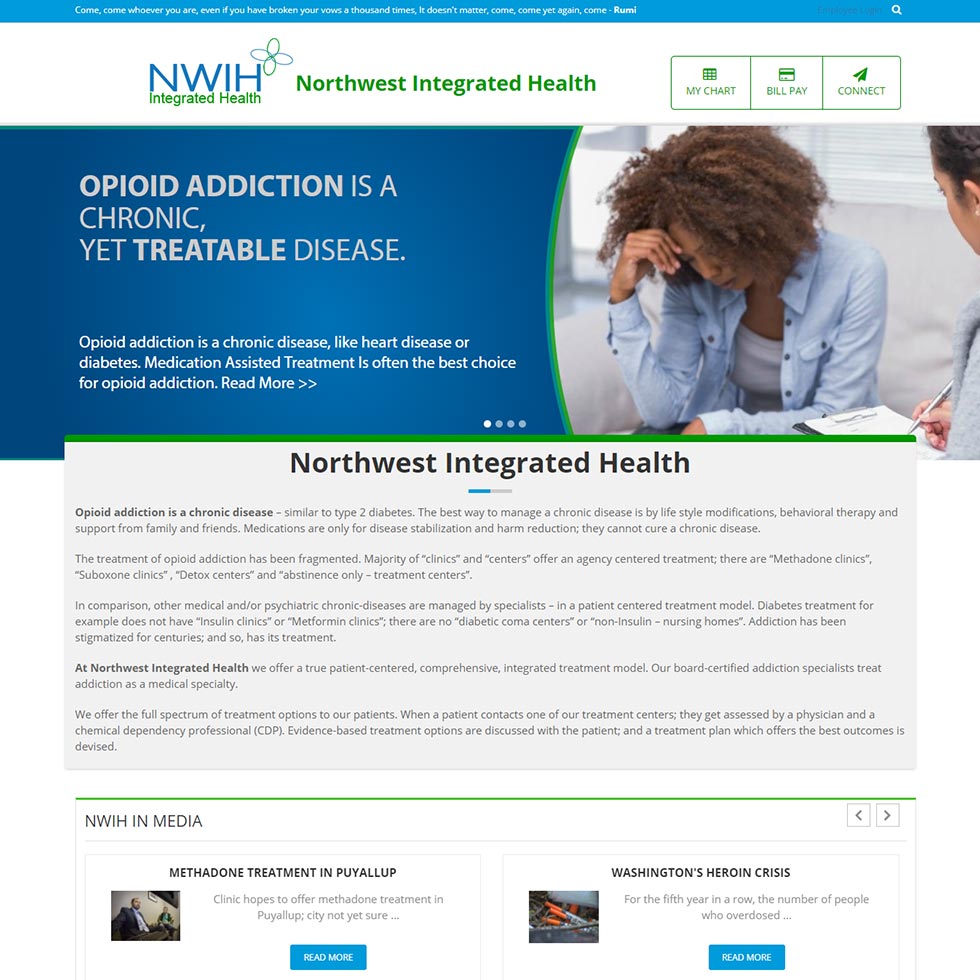 Come, come whoever you are, even if you have broken your vows a thousand times, It doesn't matter, come, come yet again, come - Rumi
Employee Login
NWIH
Integrated Health
Northwest Integrated Health
MY CHART
BILL PAY
CONNECT
OPIOID ADDICTION IS A
CHRONIC,
YET TREATABLE DISEASE.
Opioid addiction is a chronic disease, like heart disease or
diabetes. Medication Assisted Treatment Is often the best choice
for opioid addiction. Read More >>
Northwest Integrated Health
Opioid addiction is a chronic disease – similar to type 2 diabetes. The best way to manage a chronic disease is by life style modifications, behavioral therapy and
support from family and friends. Medications are only for disease stabilization and harm reduction; they cannot cure a chronic disease.
The treatment of opioid addiction has been fragmented. Majority of “clinics” and “centers” offer an agency centered treatment; there are “Methadone clinics”,
“Suboxone clinics” , “Detox centers” and “abstinence only – treatment centers”.
In comparison, other medical and/or psychiatric chronic-diseases are managed by specialists – in a patient centered treatment model. Diabetes treatment for
example does not have “Insulin clinics” or “Metformin clinics”; there are no “diabetic coma centers” or “non-Insulin – nursing homes”. Addiction has been
stigmatized for centuries; and so, has its treatment.
At Northwest Integrated Health we offer a true patient-centered, comprehensive, integrated treatment model. Our board-certified addiction specialists treat
addiction as a medical specialty.
We offer the full spectrum of treatment options to our patients. When a patient contacts one of our treatment centers; they get assessed by a physician and a
chemical dependency professional (CDP). Evidence-based treatment options are discussed with the patient; and a treatment plan which offers the best outcomes is
devised.
NWIH IN MEDIA
METHADONE TREATMENT IN PUYALLUP
Clinic hopes to offer methadone treatment in
Puyallup; city not yet sure ...
READ MORE
WASHINGTON'S HEROIN CRISIS
For the fifth year in a row, the number of people
who overdosed ...
READ MORE